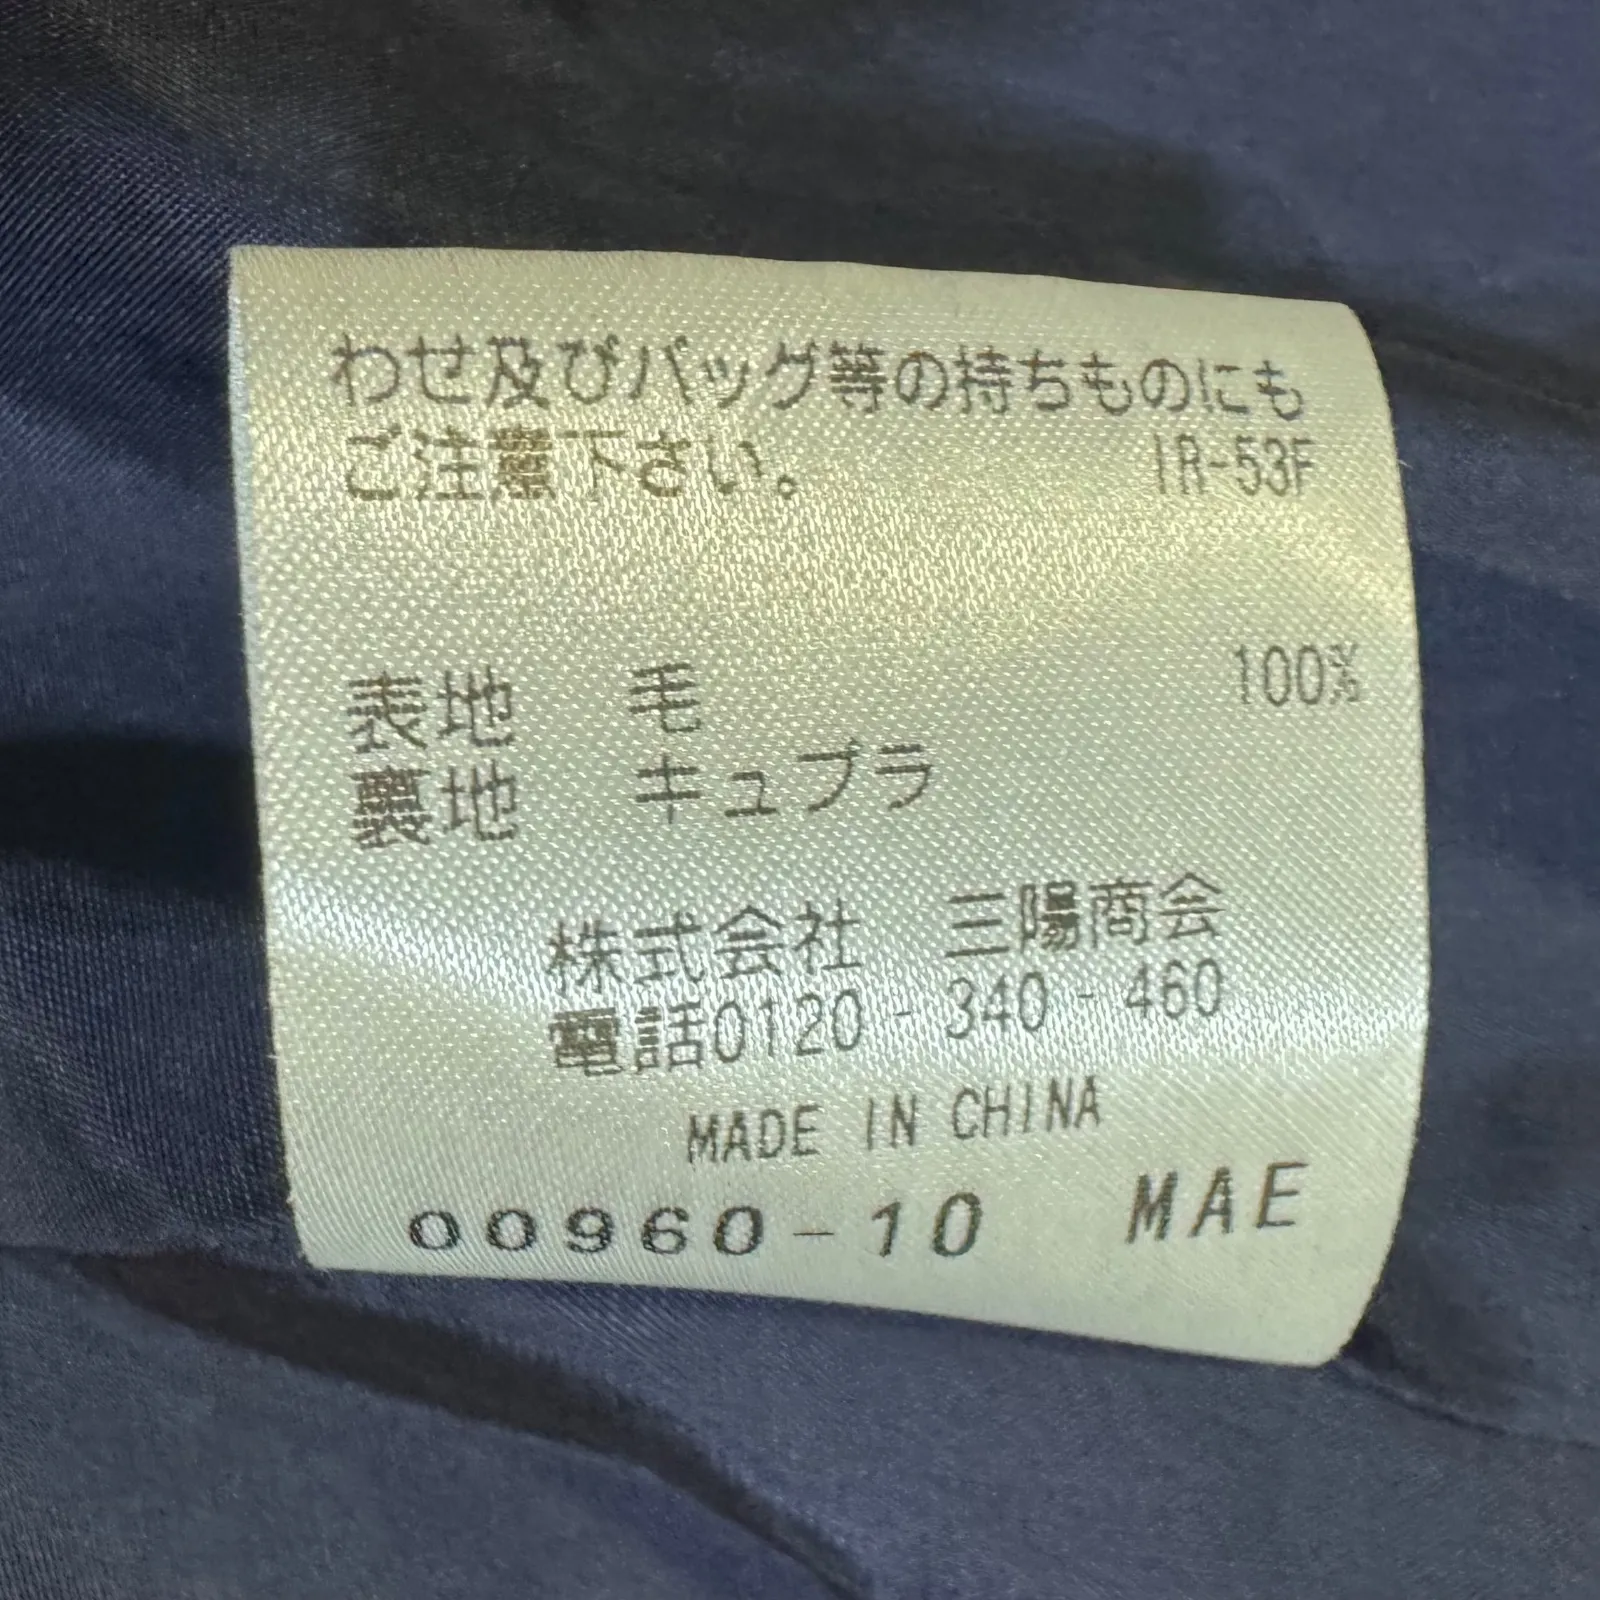 わせ及びバッグ等の持ちものにも
ご注意下さい。 IR-53F
表地 毛 100%
裏地 キュプラ
株式会社 三陽商会
電話0120-340-460
MADE IN CHINA
00960-10 MAE